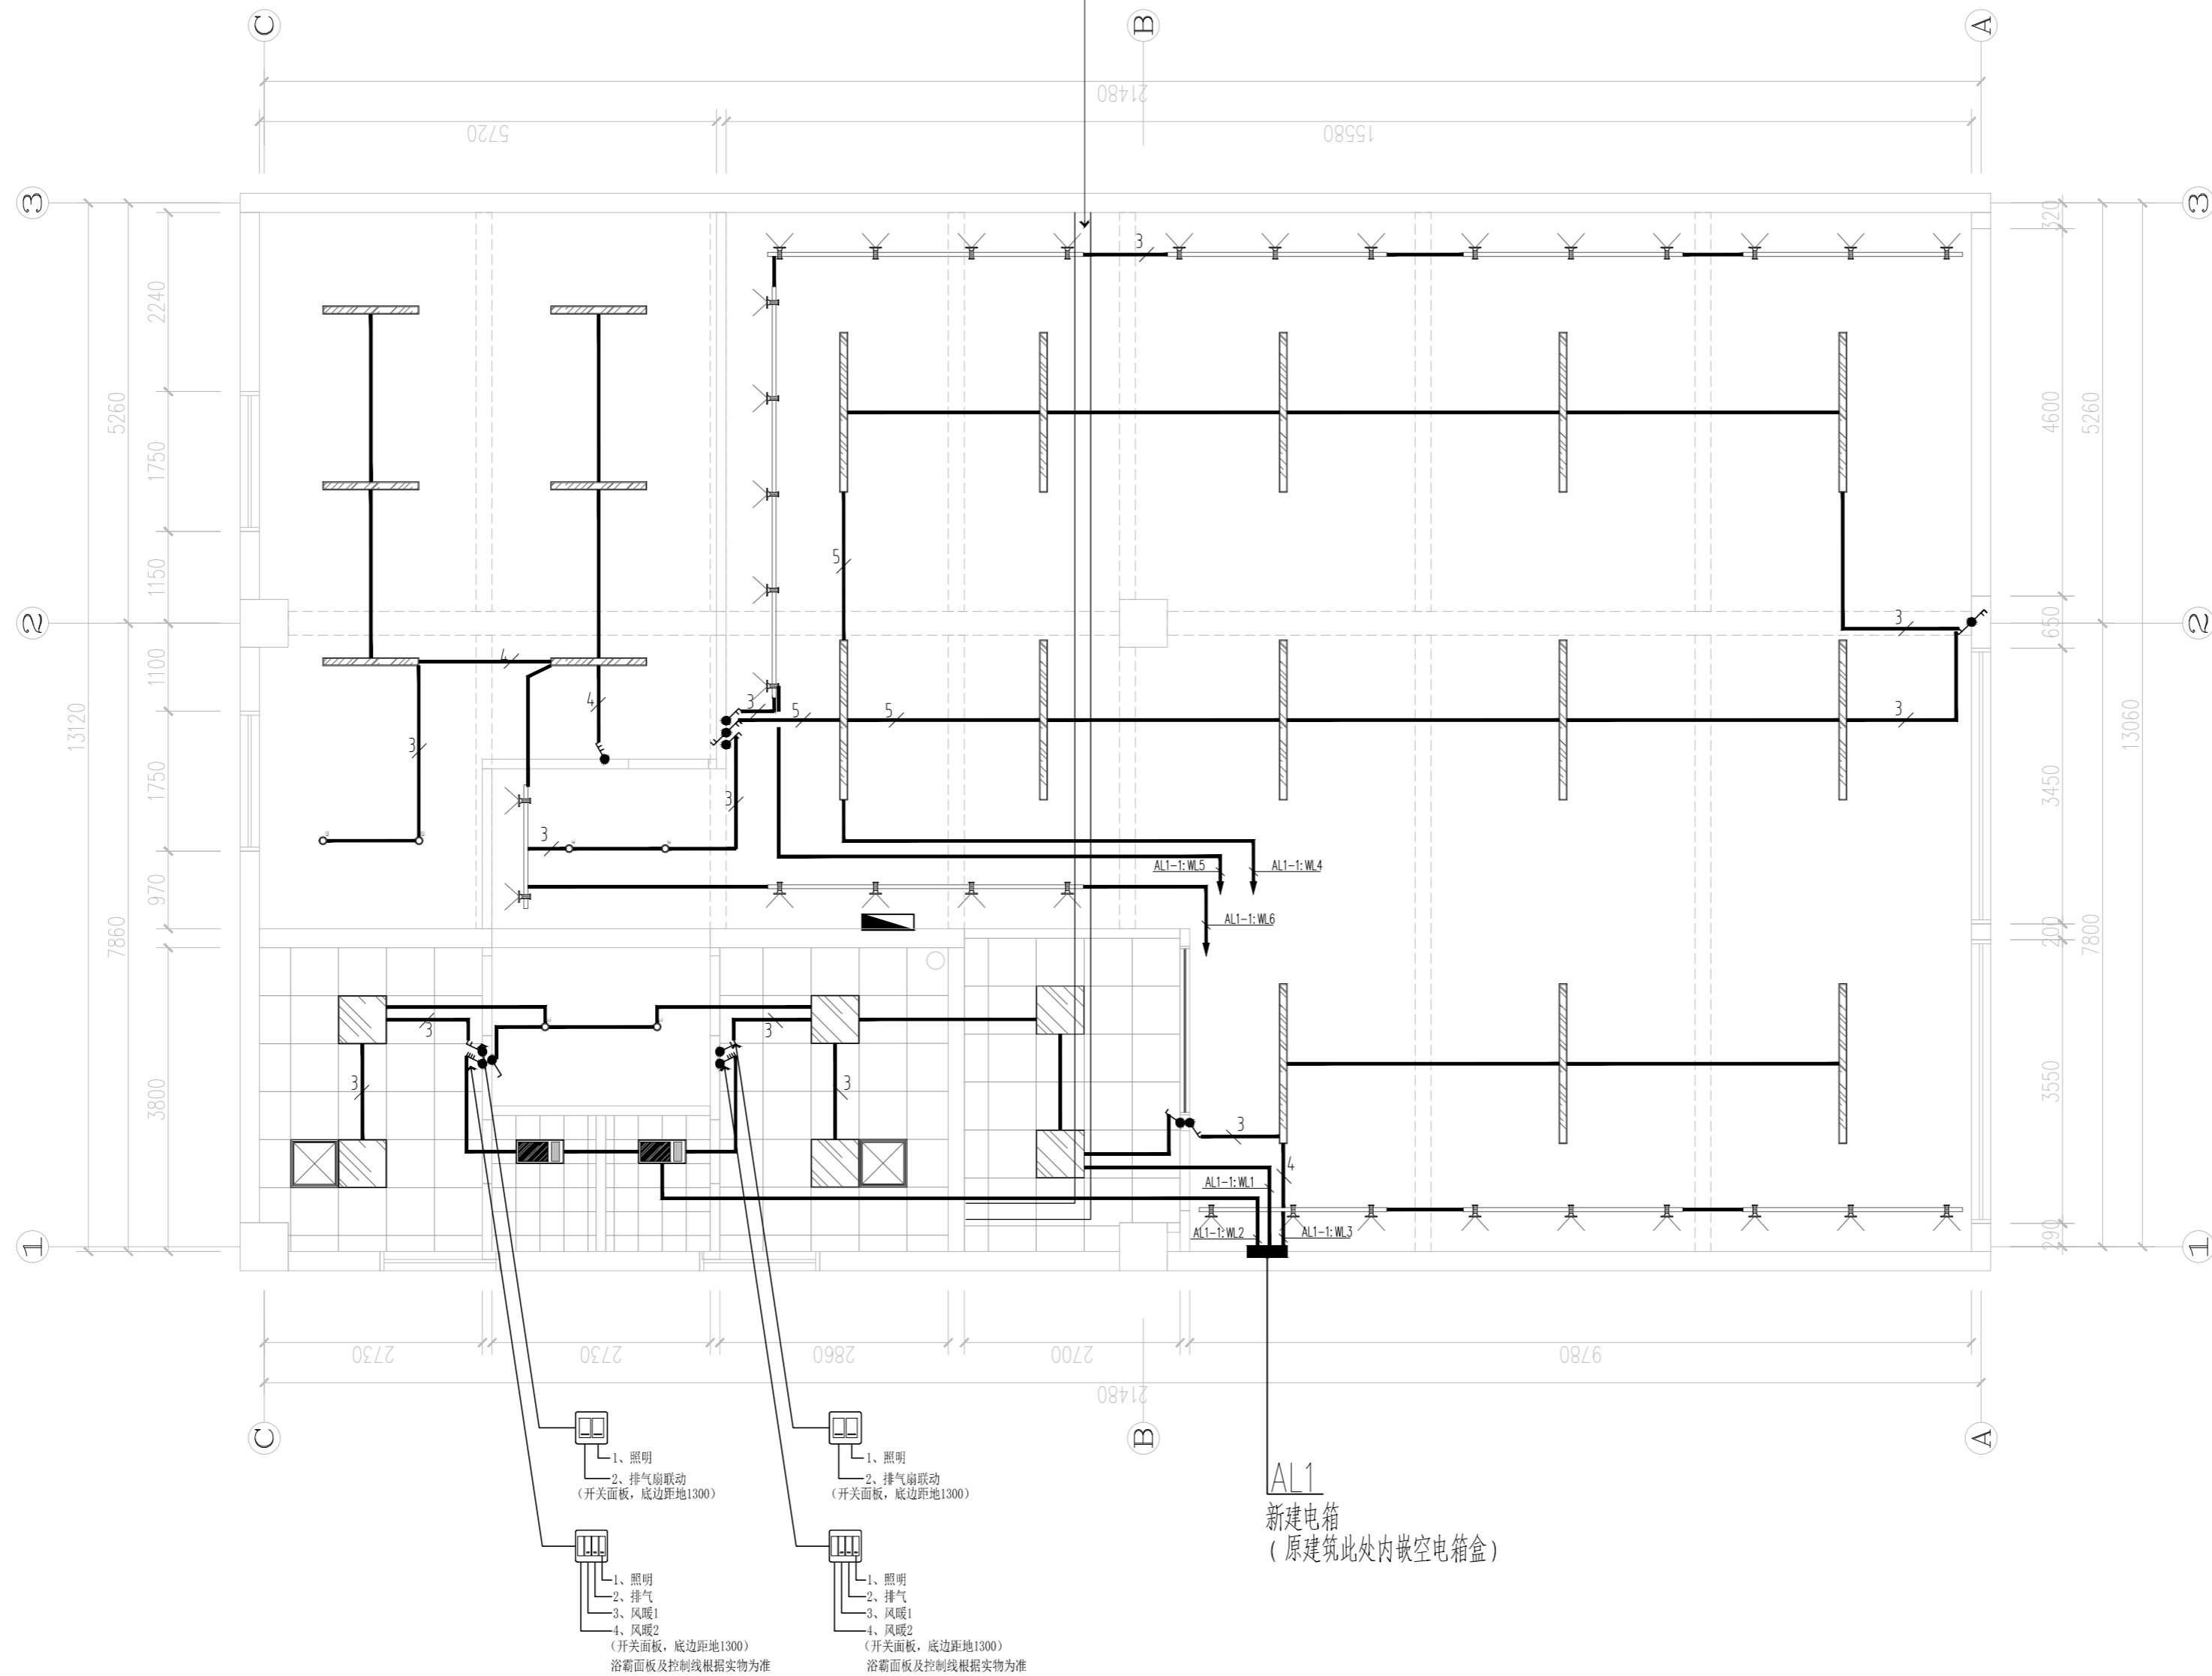 C
B
A
21480
5720
15580
3
3
320
3
2240
5260
4600
5260
1750
5
1150
650
2
2
3
1100
4
4
3
5
5
3
13120
13060
3
1750
3450
3
3
AL1-1:WL5
AL1-1:WL4
970
AL1-1:WL6
200
7860
7800
3
3
3800
3550
3
3
3
4
AL1-1:WL1
AL1-1:WL2
AL1-1:WL3
290
1
1
2730
2730
2860
2700
9780
21480
C
B
A
1、照明
2、排气扇联动
(开关面板, 底边距地1300)
1、照明
2、排气扇联动
(开关面板, 底边距地1300)
AL1
新建电箱
(原建筑此处内嵌空电箱盒)
1、照明
2、排气
3、风暖1
4、风暖2
(开关面板, 底边距地1300)
浴霸面板及控制线根据实物为准
1、照明
2、排气
3、风暖1
4、风暖2
(开关面板, 底边距地1300)
浴霸面板及控制线根据实物为准